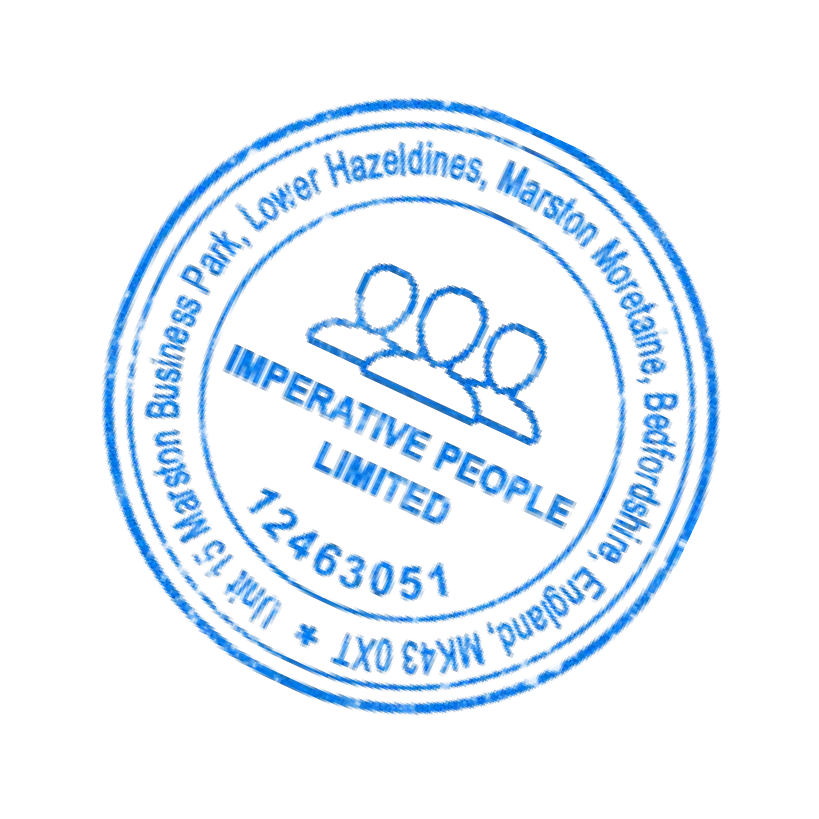 Unit 15 Marston Business Park, Lower Hazeldines, Marston Moretaine, Bedfordshire, England, MK43 0XT *
IMPERATIVE PEOPLE
LIMITED
12463051